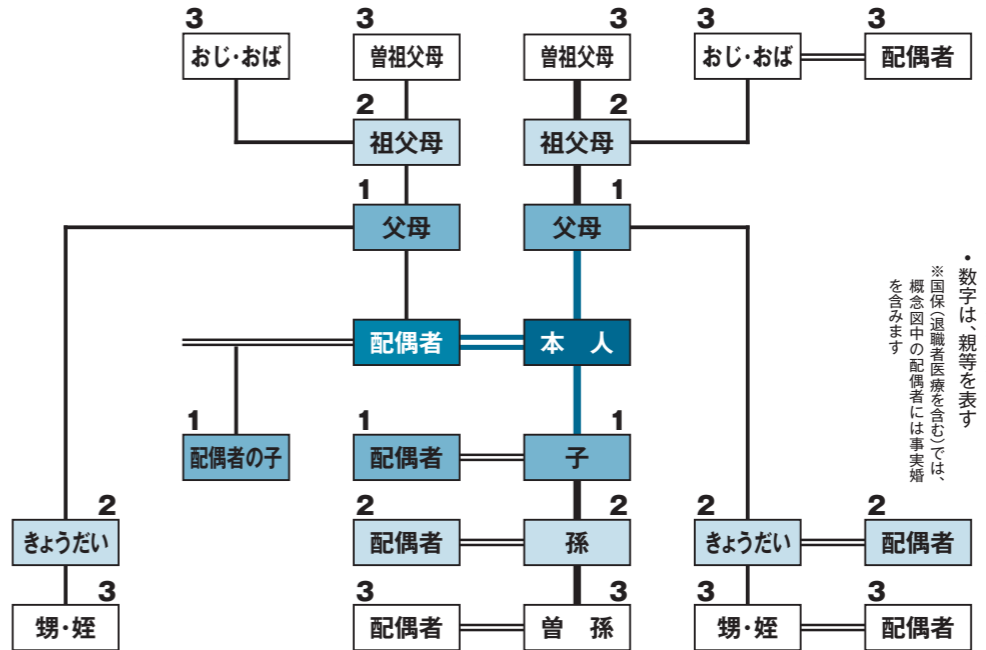 3 3 3 3 3
おじ・おば 曽祖父母 曽祖父母 おじ・おば 配偶者
2 2
祖父母 祖父母
1 1
父母 父母
配偶者 本 人
1 1 1
配偶者の子 配偶者 子
2 2 2 2 2
きょうだい 配偶者 孫 きょうだい 配偶者
3 3 3 3 3
甥・姪 配偶者 曽 孫 甥・姪 配偶者
・数字は、親等を表す
※国保(退職者医療を含む)では、
概念図中の配偶者には事実婚
を含みます